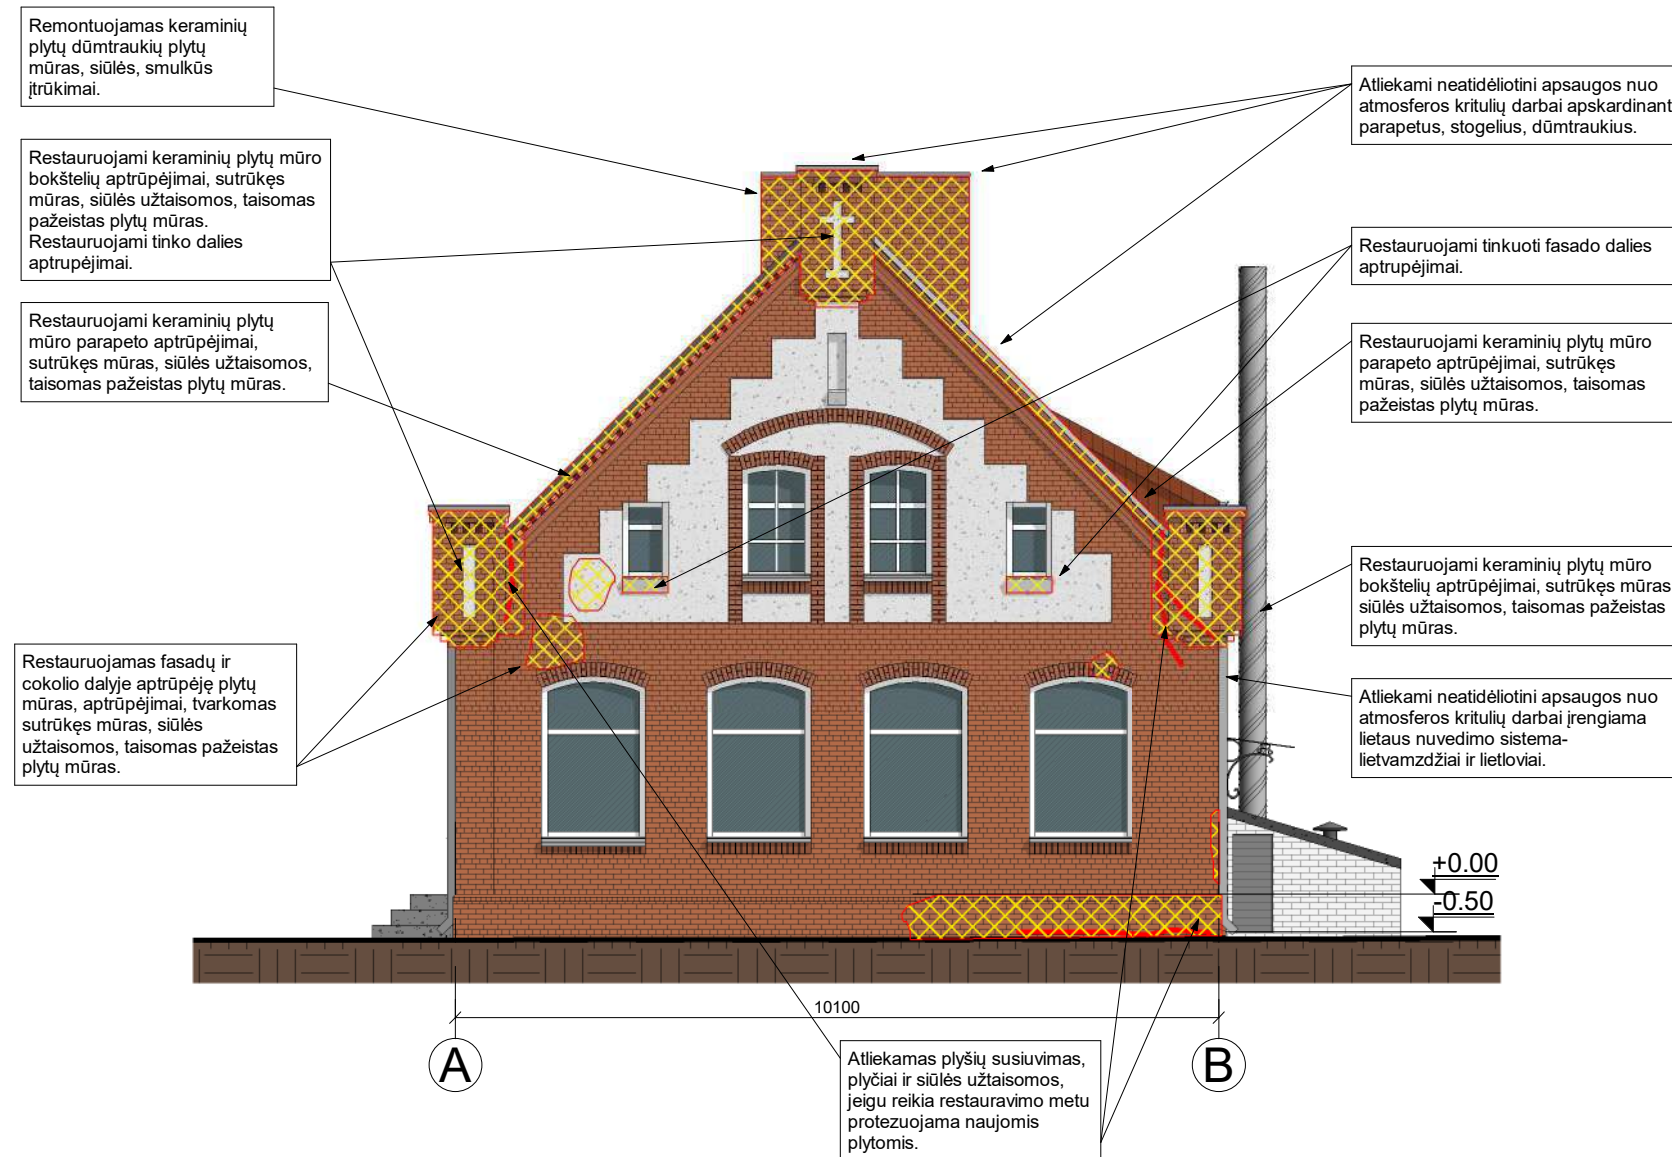 Remontuojamas keraminių
plytų dūmtraukių plytų
mūras, siūlės, smulkūs
įtrūkimai.
Restauruojami keraminių plytų mūro
bokštelių aptrūpėjimai, sutrūkęs
mūras, siūlės užtaisomos, taisomas
pažeistas plytų mūras.
Restauruojami tinko dalies
aptrupėjimai.
Restauruojami keraminių plytų
mūro parapeto aptrūpėjimai,
sutrūkęs mūras, siūlės užtaisomos,
taisomas pažeistas plytų mūras.
Restauruojamas fasadų ir
cokolio dalyje aptrūpėję plytų
mūras, aptrūpėjimai, tvarkomas
sutrūkęs mūras, siūlės
užtaisomos, taisomas pažeistas
plytų mūras.
Atliekami neatidėliotini apsaugos nuo
atmosferos kritulių darbai apskardinant
parapetus, stogelius, dūmtraukius.
Restauruojami tinkuoti fasado dalies
aptrupėjimai.
Restauruojami keraminių plytų mūro
parapeto aptrūpėjimai, sutrūkęs
mūras, siūlės užtaisomos, taisomas
pažeistas plytų mūras.
Restauruojami keraminių plytų mūro
bokštelių aptrūpėjimai, sutrūkęs mūras
siūlės užtaisomos, taisomas pažeistas
plytų mūras.
Atliekami neatidėliotini apsaugos nuo
atmosferos kritulių darbai įrengiama
lietaus nuvedimo sistema-
lietvamzdžiai ir lietloviai.
+0.00
-0.50
10100
A
B
Atliekamas plyšių susiuvimas,
plyčiai ir siūlės užtaisomos,
jeigu reikia restauravimo metu
protezuojama naujomis
plytomis.